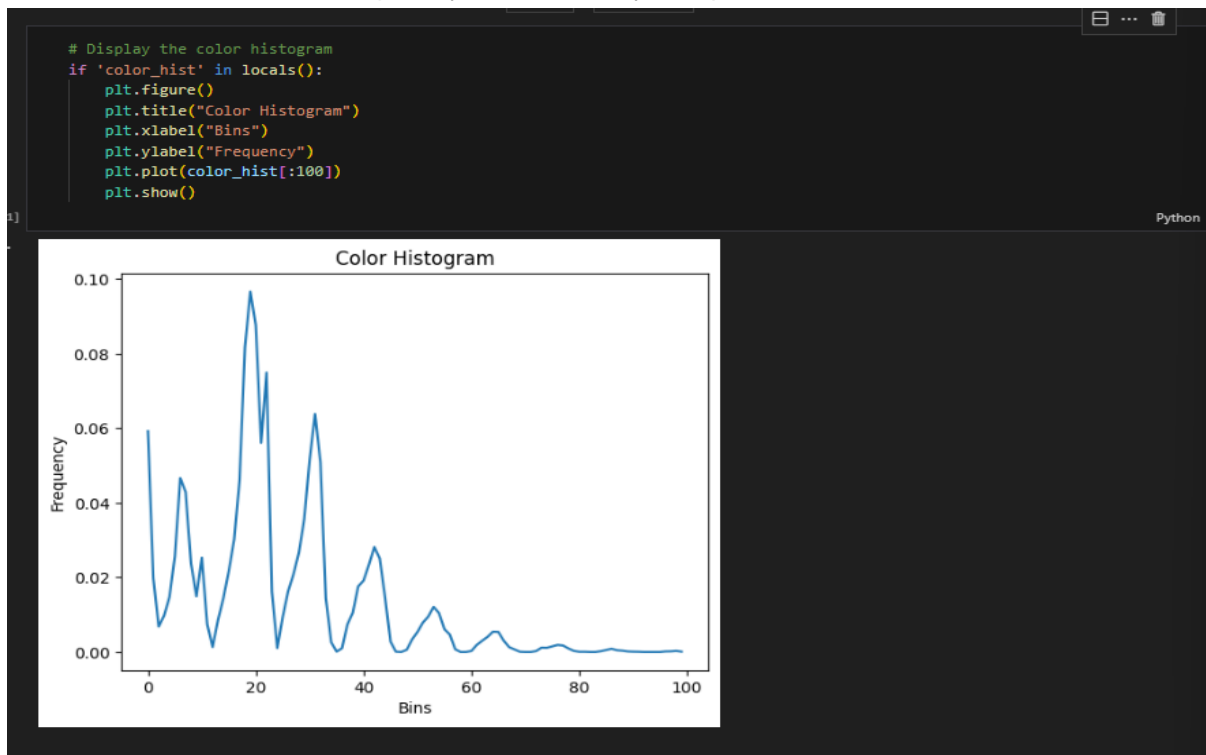 # Display the color histogram
if 'color_hist' in locals():
    plt.figure()
    plt.title("Color Histogram")
    plt.xlabel("Bins")
    plt.ylabel("Frequency")
    plt.plot(color_hist[:100])
    plt.show()
1]
Python
Color Histogram
0.10
0.08
0.06
0.04
0.02
0.00
Frequency
0 20 40 60 80 100
Bins